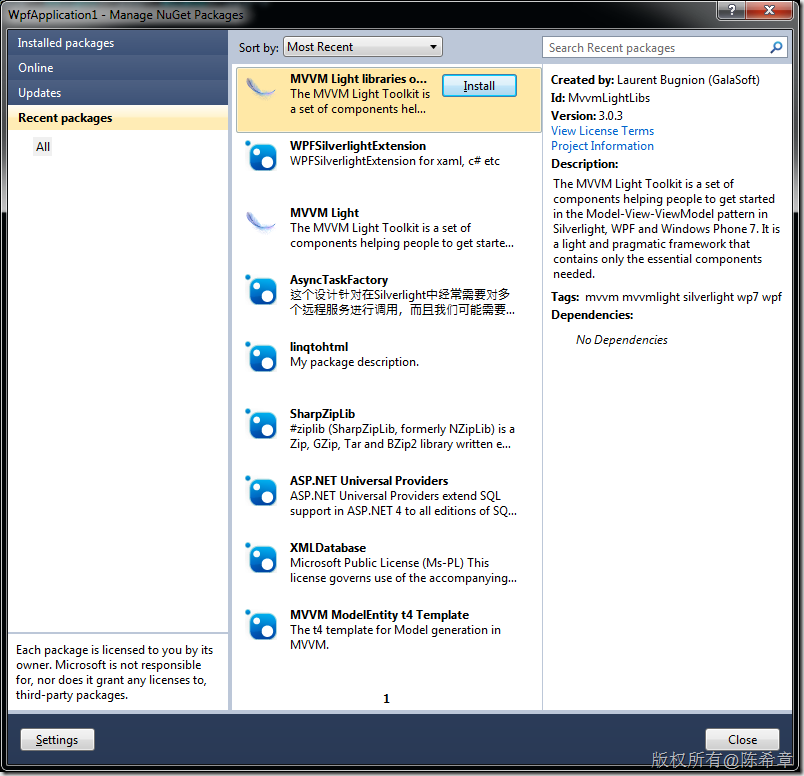 WpfApplication1 - Manage NuGet Packages
?
Installed packages
Online
Updates
Recent packages
All
Sort by: Most Recent
Search Recent packages
MVVM Light libraries o...
Install
The MVVM Light Toolkit is
a set of components hel...
WPFSilverlightExtension
WPFSilverlightExtension for xaml, c# etc
MVVM Light
The MVVM Light Toolkit is a set of
components helping people to get starte...
AsyncTaskFactory
这个设计针对在Silverlight中经常需要对多
个远程服务进行调用，而且我们可能需要...
linqtohtml
My package description.
SharpZipLib
#ziplib (SharpZipLib, formerly NZipLib) is a
Zip, GZip, Tar and BZip2 library written e...
ASP.NET Universal Providers
ASP.NET Universal Providers extend SQL
support in ASP.NET 4 to all editions of SQ...
XMLDatabase
Microsoft Public License (Ms-PL) This
license governs use of the accompanying...
MVVM ModelEntity t4 Template
The t4 template for Model generation in
MVVM.
1
Created by: Laurent Bugnion (GalaSoft)
Id: MvvmLightLibs
Version: 3.0.3
View License Terms
Project Information
Description:
The MVVM Light Toolkit is a set of
components helping people to get started
in the Model-View-ViewModel pattern in
Silverlight, WPF and Windows Phone 7. It is
a light and pragmatic framework that
contains only the essential components
needed.
Tags: mvvm mvvmlight silverlight wp7 wpf
Dependencies:
No Dependencies
Each package is licensed to you by its
owner. Microsoft is not responsible
for, nor does it grant any licenses to,
third-party packages.
Settings
Close
版权所有@陈希章